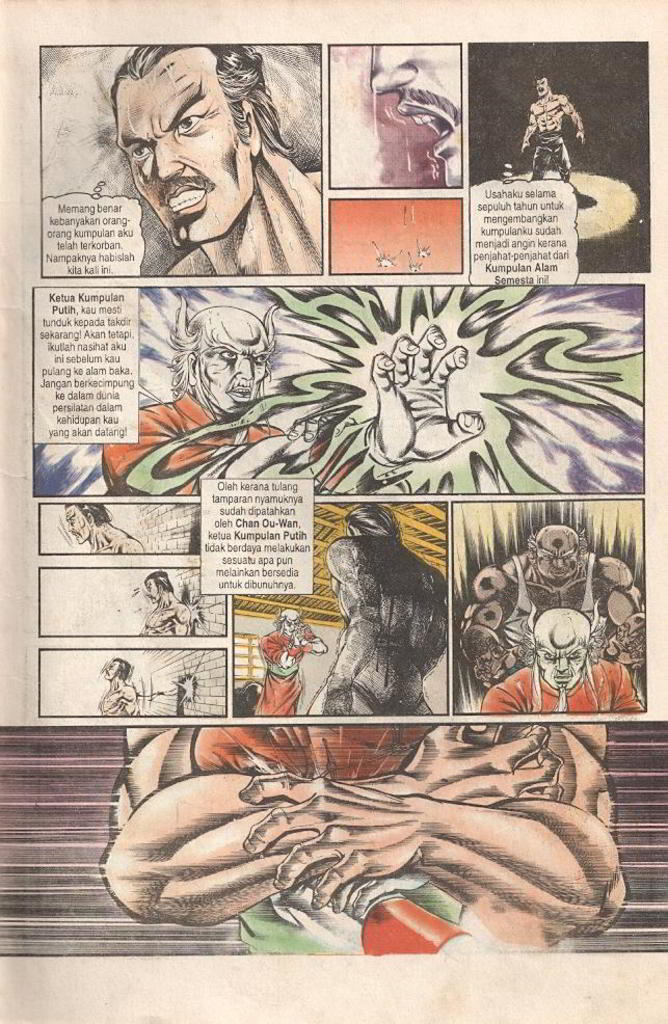 Memang benar
kebanyakan orang-
orang kumpulan aku
telah terkorban.
Nampaknya habislah
kita kali ini.
Usahaku selama
sepuluh tahun untuk
mengembangkan
kumpulanku sudah
menjadi angin kerana
penjahat-penjahat dari
Kumpulan Alam
Semesta ini!
Ketua Kumpulan
Putih, kau mesti
tunduk kepada takdir
sekarang! Akan tetapi,
ikutlah nasihat aku
ini sebelum kau
pulang ke alam baka.
Jangan berkecimpung
ke dalam dunia
persilatan dalam
kehidupan kau
yang akan datang!
Oleh kerana tulang
tamparan nyamuknya
sudah dipatahkan
oleh Chan Ou-Wan,
ketua Kumpulan Putih
tidak berdaya melakukan
sesuatu apa pun
melainkan bersedia
untuk dibunuhnya.